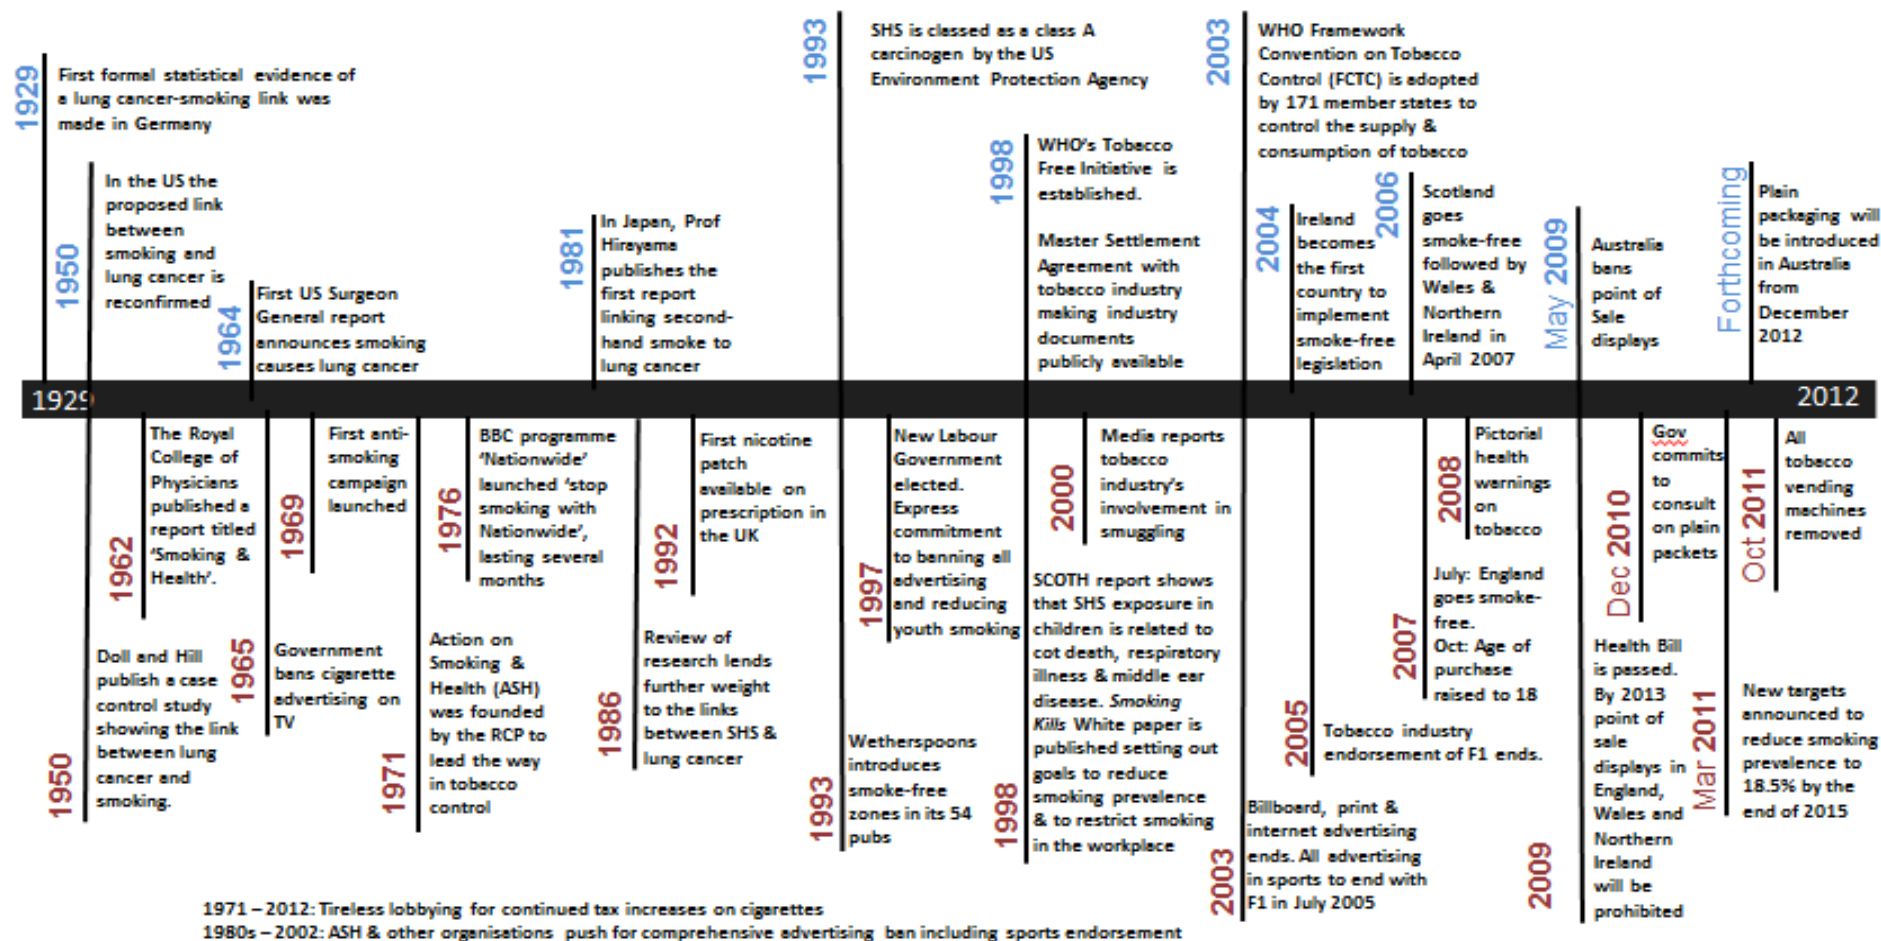 1929
First formal statistical evidence of
a lung cancer-smoking link was
made in Germany
1950
In the US the
proposed link
between
smoking and
lung cancer is
reconfirmed
1964
First US Surgeon
General report
announces smoking
causes lung cancer
1981
In Japan, Prof
Hirayama
publishes the
first report
linking second-
hand smoke to
lung cancer
1993
SHS is classed as a class A
carcinogen by the US
Environment Protection Agency
1998
WHO's Tobacco
Free Initiative is
established.
Master Settlement
Agreement with
tobacco industry
making industry
documents
publicly available
2003
WHO Framework
Convention on Tobacco
Control (FCTC) is adopted
by 171 member states to
control the supply &
consumption of tobacco
2004
Ireland
becomes
the first
country to
implement
smoke-free
legislation
2006
Scotland
goes
smoke-free
followed by
Wales &
Northern
Ireland in
April 2007
May 2009
Australia
bans
point of
Sale
displays
Forthcoming
Plain
packaging will
be introduced
in Australia
from
December
2012
1929
2012
1950
Doll and Hill
publish a case
control study
showing the link
between lung
cancer and
smoking.
1962
The Royal
College of
Physicians
published a
report titled
‘Smoking &
Health’.
1965
Government
bans cigarette
advertising on
TV
1969
First anti-
smoking
campaign
launched
1971
Action on
Smoking &
Health (ASH)
was founded
by the RCP to
lead the way
in tobacco
control
1976
BBC programme
‘Nationwide’
launched ‘stop
smoking with
Nationwide’,
lasting several
months
1986
Review of
research lends
further weight
to the links
between SHS &
lung cancer
1992
First nicotine
patch
available on
prescription in
the UK
1993
Wetherspoons
introduces
smoke-free
zones in its 54
pubs
1997
New Labour
Government
elected.
Express
commitment
to banning all
advertising
and reducing
youth smoking
1998
SCOTH report shows
that SHS exposure in
children is related to
cot death, respiratory
illness & middle ear
disease. Smoking
Kills White paper is
published setting out
goals to reduce
smoking prevalence
& to restrict smoking
in the workplace
2000
Media reports
tobacco
industry's
involvement in
smuggling
2003
Billboard, print &
internet advertising
ends. All advertising
in sports to end with
F1 in July 2005
2005
Tobacco industry
endorsement of F1 ends.
2007
July: England
goes smoke-
free.
Oct: Age of
purchase
raised to 18
2008
Pictorial
health
warnings
on
tobacco
2009
Health Bill
is passed.
By 2013
point of
sale
displays in
England,
Wales and
Northern
Ireland
will be
prohibited
Dec 2010
Gov
commits
to
consult
on plain
packets
Mar 2011
New targets
announced to
reduce smoking
prevalence to
18.5% by the
end of 2015
Oct 2011
All
tobacco
vending
machines
removed
1971 – 2012: Tireless lobbying for continued tax increases on cigarettes
1980s – 2002: ASH & other organisations push for comprehensive advertising ban including sports endorsement